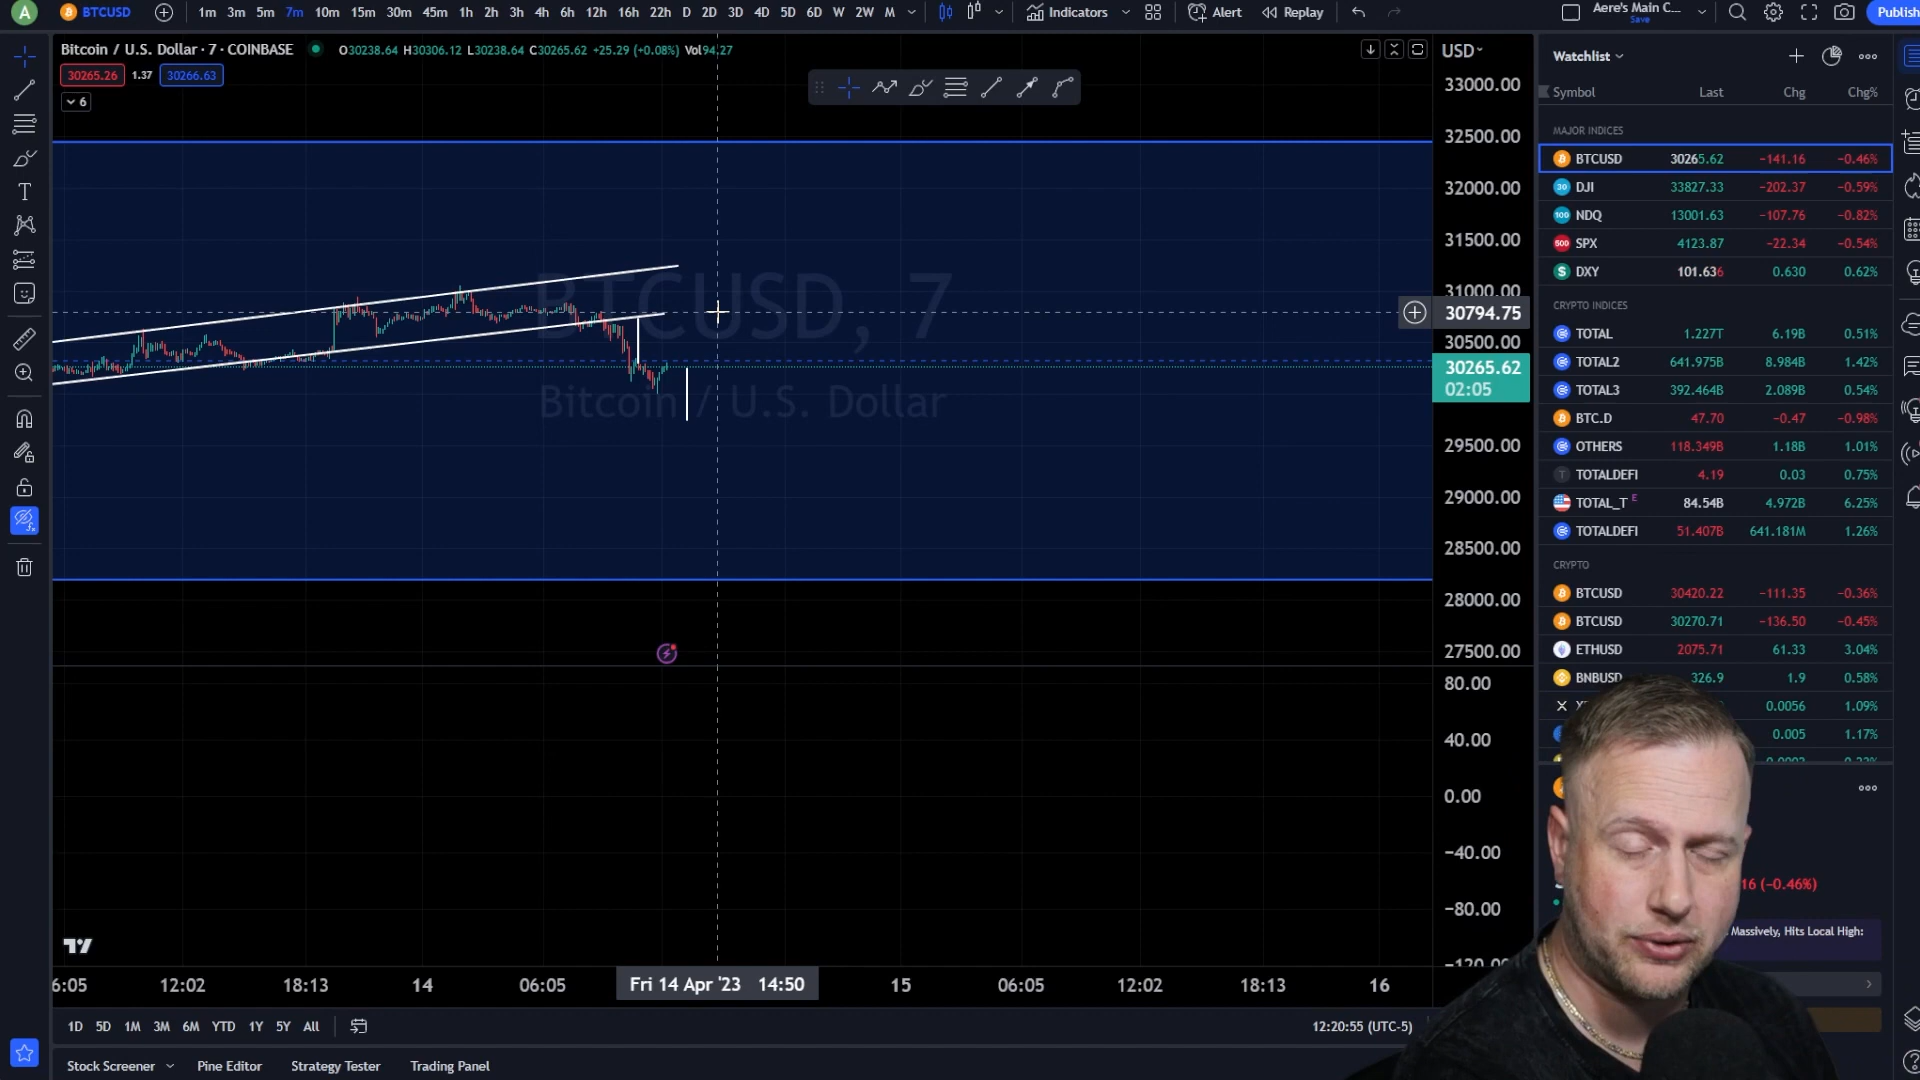 A BTCUSD 1m 3m 5m 7m 10m 15m 30m 45m 1h 2h 3h 4h 6h 12h 16h 22h D 2D 3D 4D 5D 6D W 2W M Indicators Alert Replay Aere's Main C... Save Publish
Bitcoin / U.S. Dollar · 7 · COINBASE O30238.64 H30306.12 L30238.64 C30265.62 +25.29 (+0.08%) Vol94.27
30265.26 1.37 30266.63
6
BTCUSD, 7
Bitcoin / U.S. Dollar
USD
33000.00
32500.00
32000.00
31500.00
31000.00
30794.75
30500.00
30265.62
02:05
29500.00
29000.00
28500.00
28000.00
27500.00
80.00
40.00
0.00
−40.00
−80.00
−120.00
6:05 12:02 18:13 14 06:05 Fri 14 Apr '23 14:50 15 06:05 12:02 18:13 16
1D 5D 1M 3M 6M YTD 1Y 5Y All 12:20:55 (UTC-5)
Stock Screener Pine Editor Strategy Tester Trading Panel
Watchlist
Symbol Last Chg Chg%
MAJOR INDICES
BTCUSD 30265.62 −141.16 −0.46%
DJI 33827.33 −202.37 −0.59%
NDQ 13001.63 −107.76 −0.82%
SPX 4123.87 −22.34 −0.54%
DXY 101.636 0.630 0.62%
CRYPTO INDICES
TOTAL 1.227T 6.19B 0.51%
TOTAL2 641.975B 8.984B 1.42%
TOTAL3 392.464B 2.089B 0.54%
BTC.D 47.70 −0.47 −0.98%
OTHERS 118.349B 1.18B 1.01%
TOTALDEFI 4.19 0.03 0.75%
TOTAL_T E 84.54B 4.972B 6.25%
TOTALDEFI 51.407B 641.181M 1.26%
CRYPTO
BTCUSD 30420.22 −111.35 −0.36%
BTCUSD 30270.71 −136.50 −0.45%
ETHUSD 2075.71 61.33 3.04%
BNBUSD 326.9 1.9 0.58%
0.0056 1.09%
0.005 1.17%
16 (−0.46%)
Massively, Hits Local High: